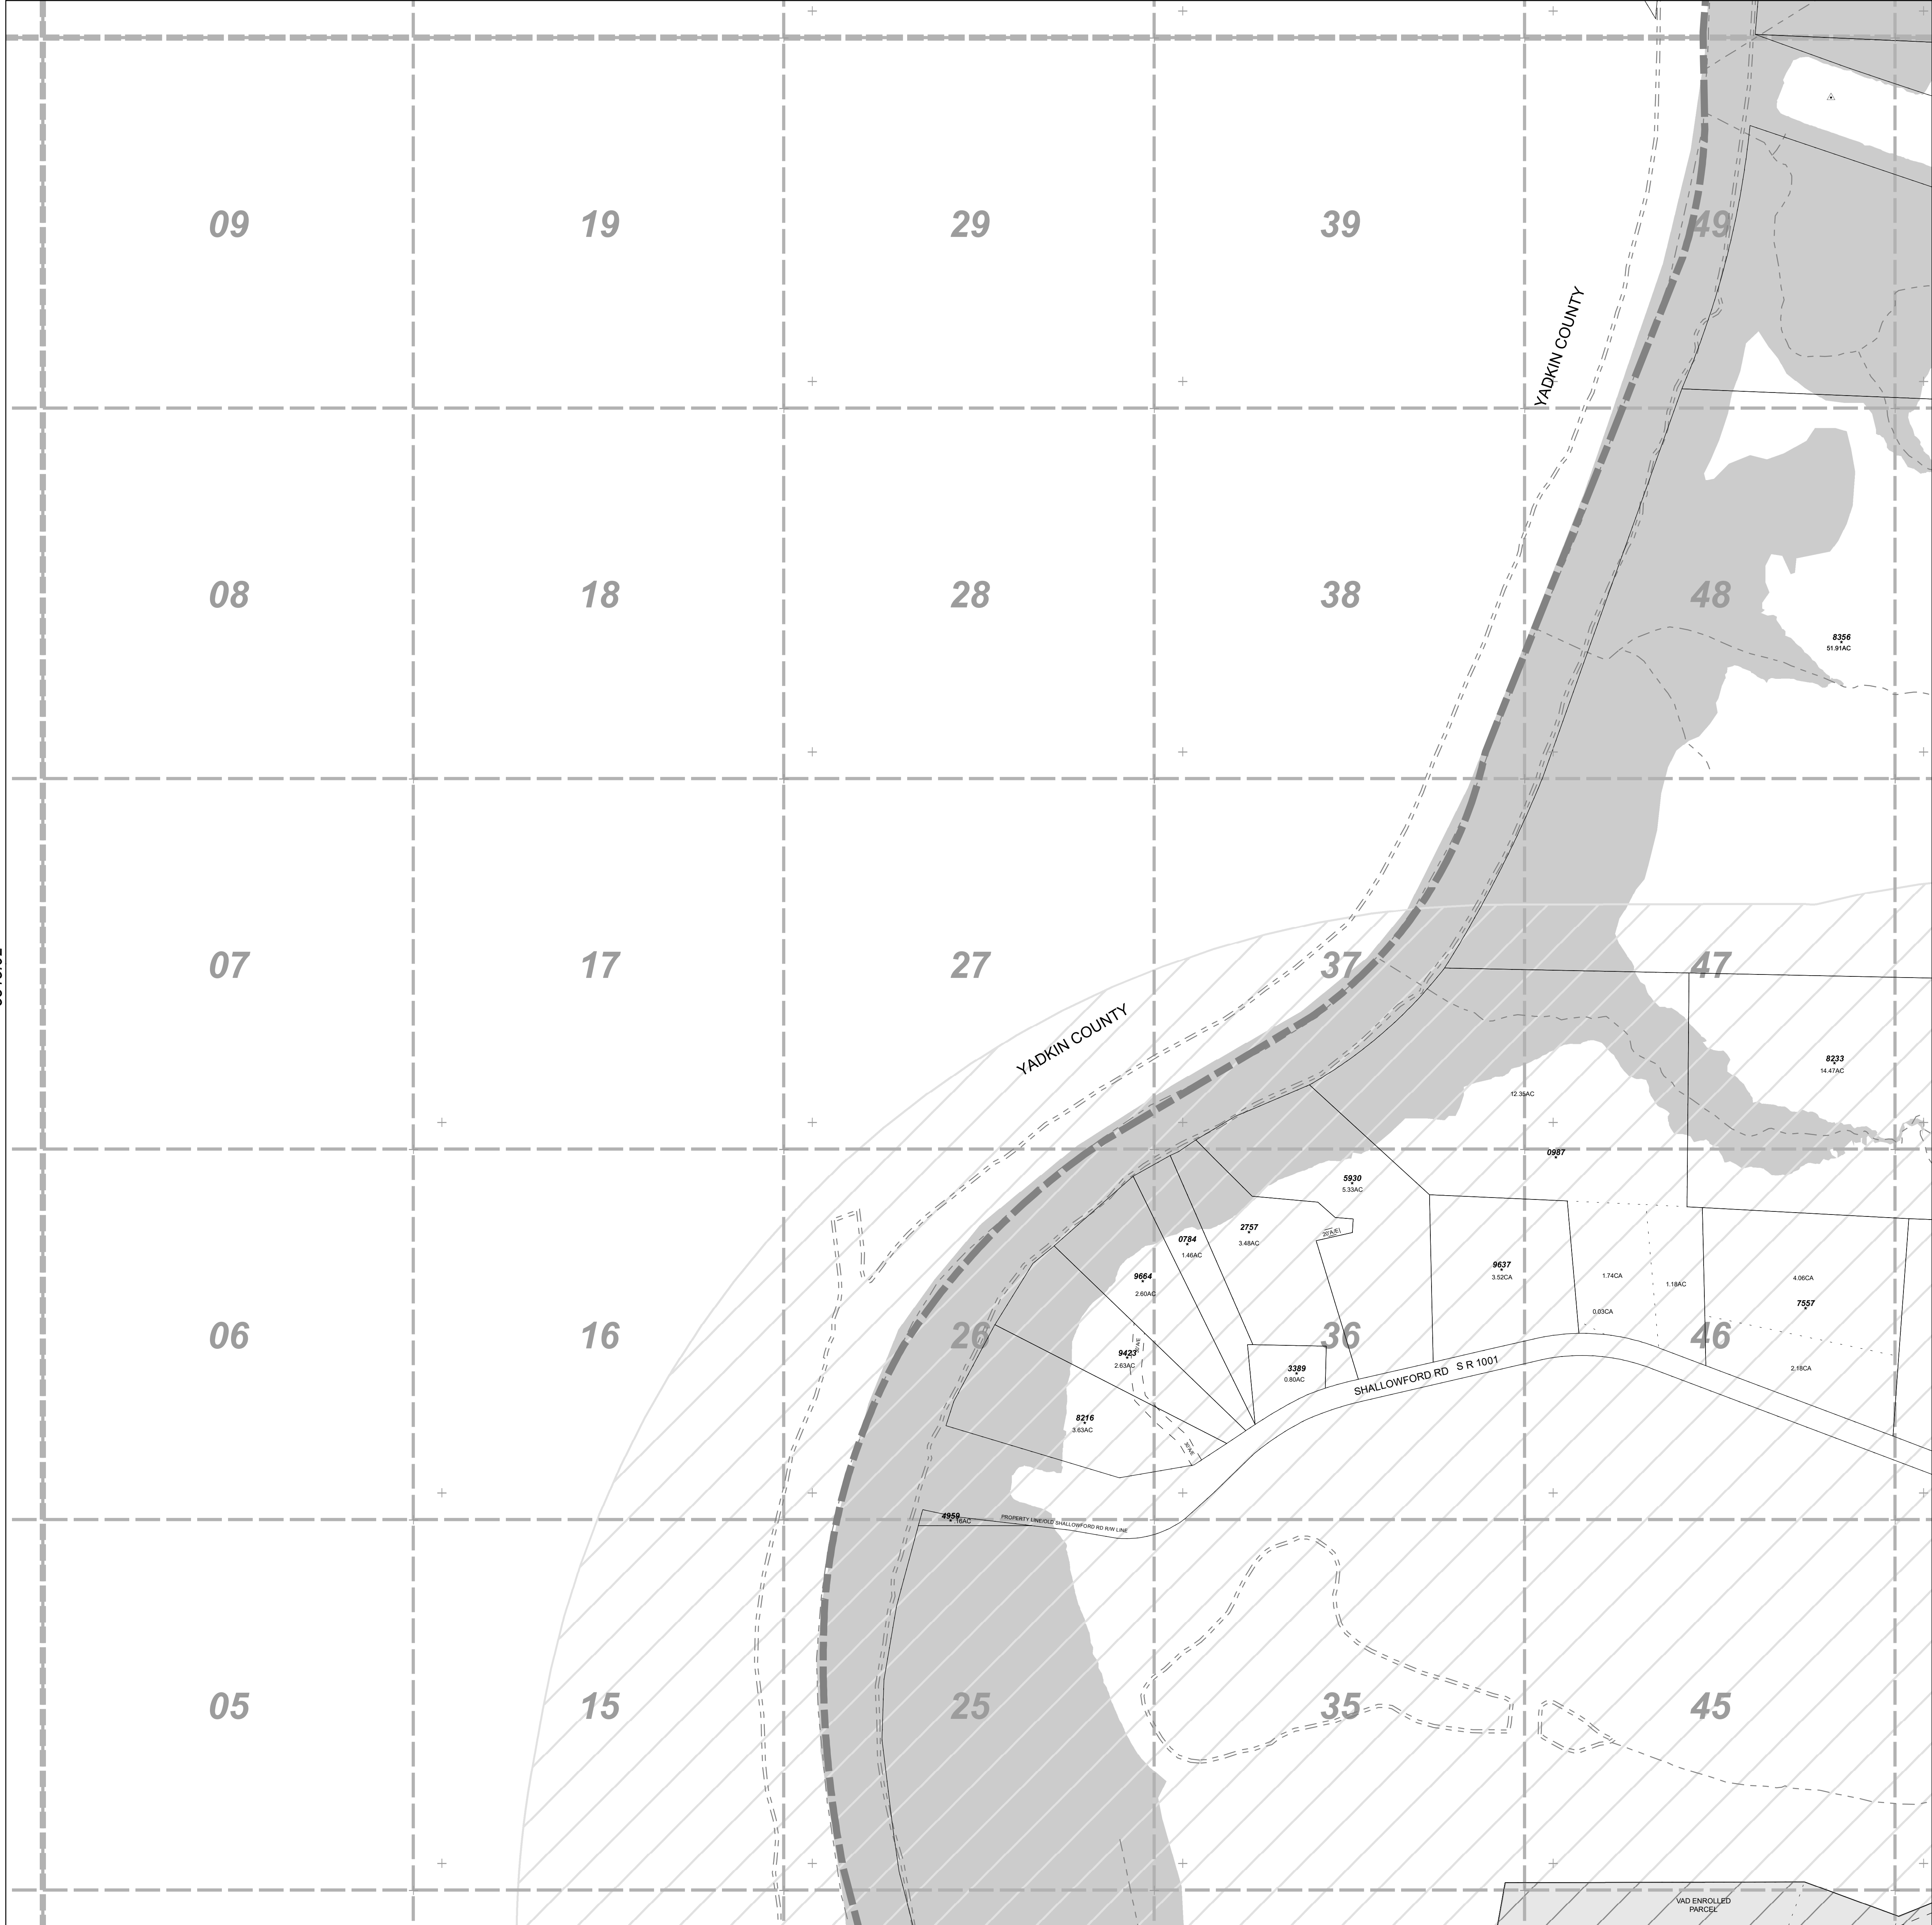 09
19
29
39
49
YADKIN COUNTY
08
18
28
38
48
8356
51.91AC
07
17
27
37
47
YADKIN COUNTY
8233
14.47AC
12.35AC
0987
5930
5.33AC
2757
3.48AC
20'A/E
0784
1.46AC
9664
2.60AC
9637
3.52CA
1.74CA
1.18AC
0.03CA
4.06CA
7557
2.18CA
06
16
26
36
46
9423
2.63AC
3389
0.80AC
SHALLOWFORD RD S R 1001
8216
3.63AC
30'A/E
4959
.16AC
PROPERTY LINE/OLD SHALLOWFORD RD R/W LINE
05
15
25
35
45
VAD ENROLLED
PARCEL